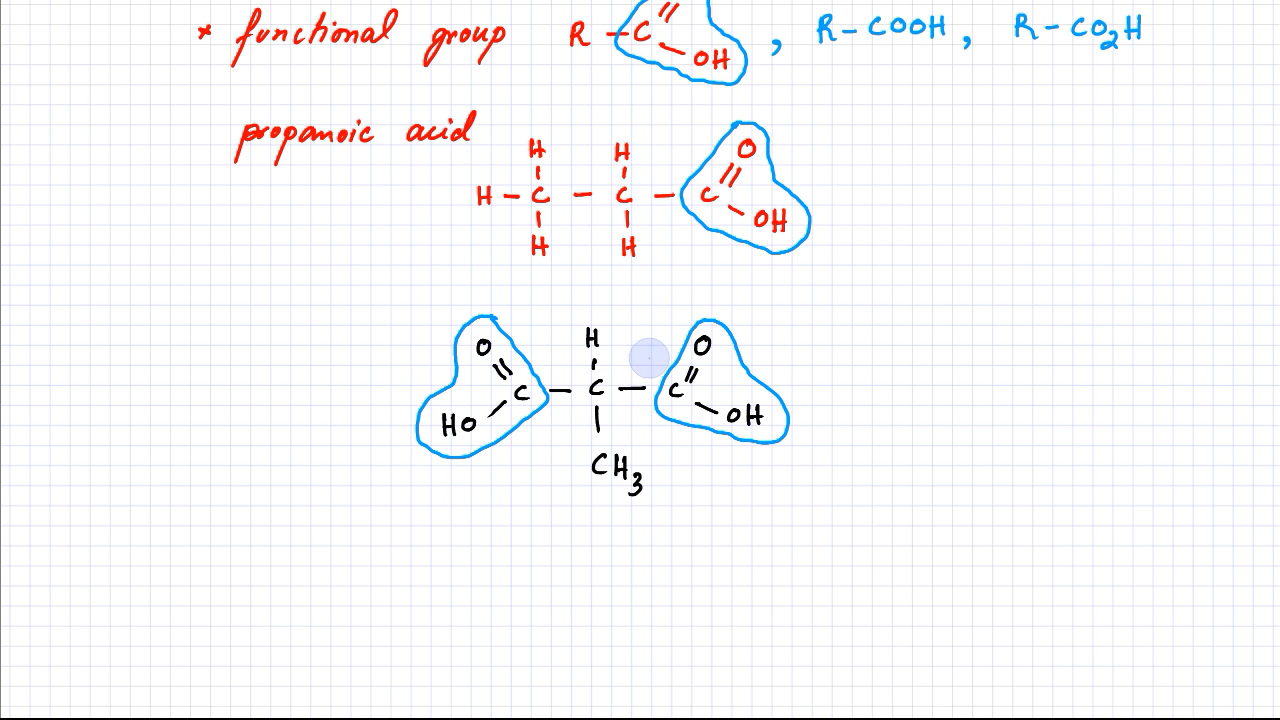 * functional group R – C = OH , R – COOH , R – CO₂H
propanoic acid
H H O
H – C – C – C = OH
H H
O H O
HO – C – C – C – OH
CH₃